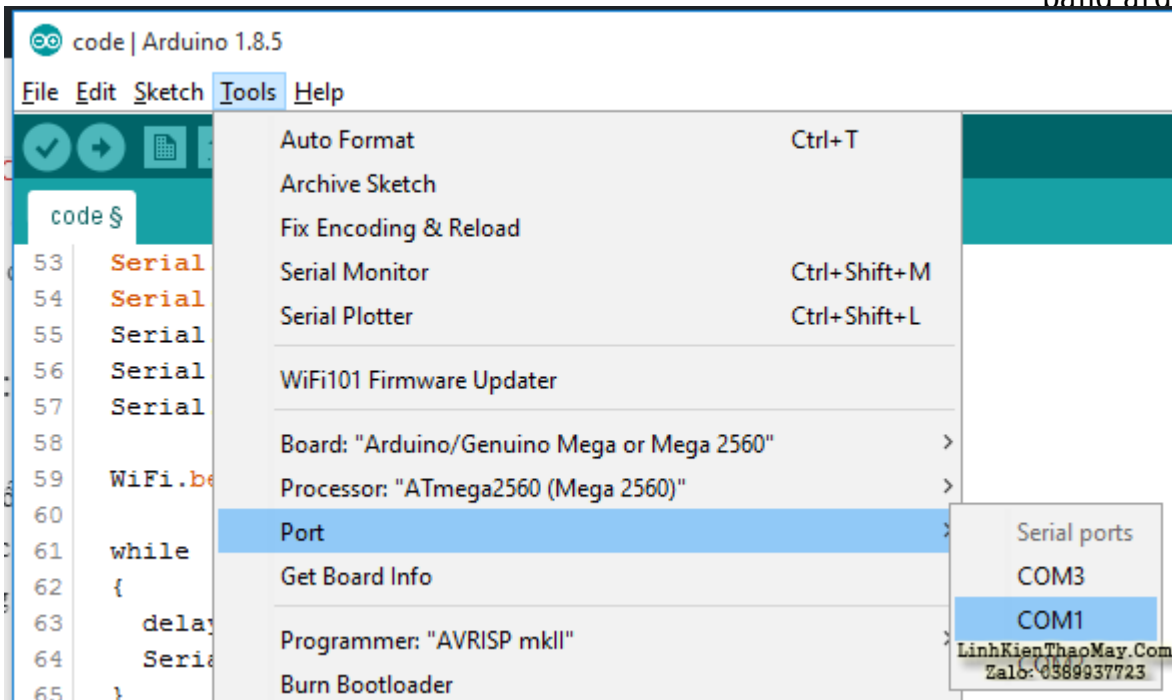 code | Arduino 1.8.5
File Edit Sketch Tools Help
code §
Auto Format Ctrl+T
Archive Sketch
Fix Encoding & Reload
Serial Monitor Ctrl+Shift+M
Serial Plotter Ctrl+Shift+L
WiFi101 Firmware Updater
Board: "Arduino/Genuino Mega or Mega 2560"
Processor: "ATmega2560 (Mega 2560)"
Port
Get Board Info
Programmer: "AVRISP mkII"
Burn Bootloader
Serial ports
COM3
COM1
LinhKienThaoMay.Com
Zalo: 0389937723
53 Serial
54 Serial
55 Serial
56 Serial
57 Serial
58
59 WiFi.be
60
61 while
62 {
63 delay
64 Seria
65 }